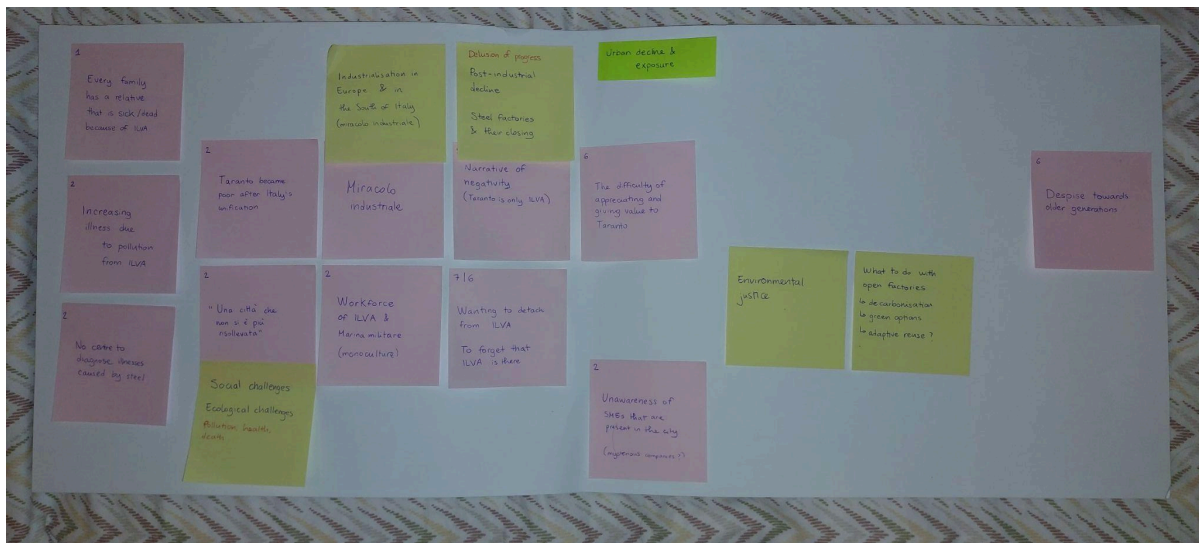 1
Every family
has a relative
that is sick/dead
because of ILVA
2
Increasing
illness due
to pollution
from ILVA
2
No centre to
diagnose illnesses
caused by steel
2
Taranto became
poor after Italy's
unification
2
"Una città che
non si è più
risollevata"
Social challenges
Ecological challenges
Pollution health
death
Industrialisation in
Europe & in
the South of Italy
(miracolo industriale)
Miracolo
industriale
2
Workforce
of ILVA &
Marina militare
(monoculture)
Delusion of progress
Post-industrial
decline
Steel factories
& their closing
Narrative of
negativity
(Taranto is only ILVA)
7/6
Wanting to detach
from ILVA
To forget that
ILVA is there
Urban decline &
exposure
6
The difficulty of
appreciating and
giving value to
Taranto
2
Unawareness of
SMEs that are
present in the city
(mysterious companies?)
Environmental
justice
What to do with
open factories
↳ decarbonisation
↳ green options
↳ adaptive reuse?
6
Despise towards
older generations